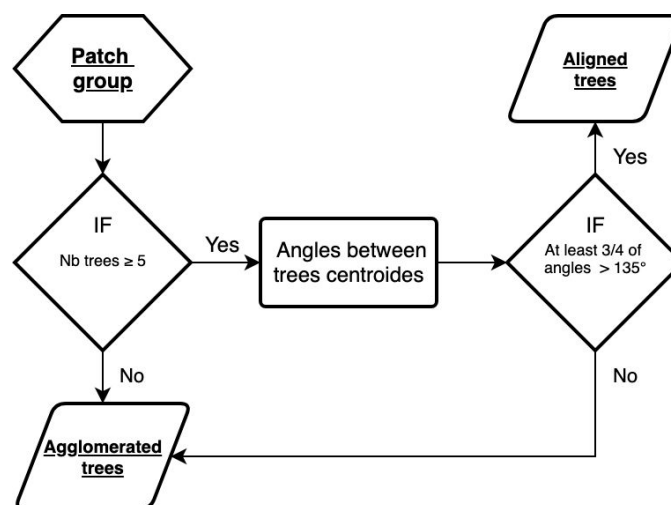 Patch
group
IF
Nb trees ≥ 5
Yes
No
Angles between
trees centroides
IF
At least 3/4 of
angles > 135°
Yes
Aligned
trees
No
Agglomerated
trees